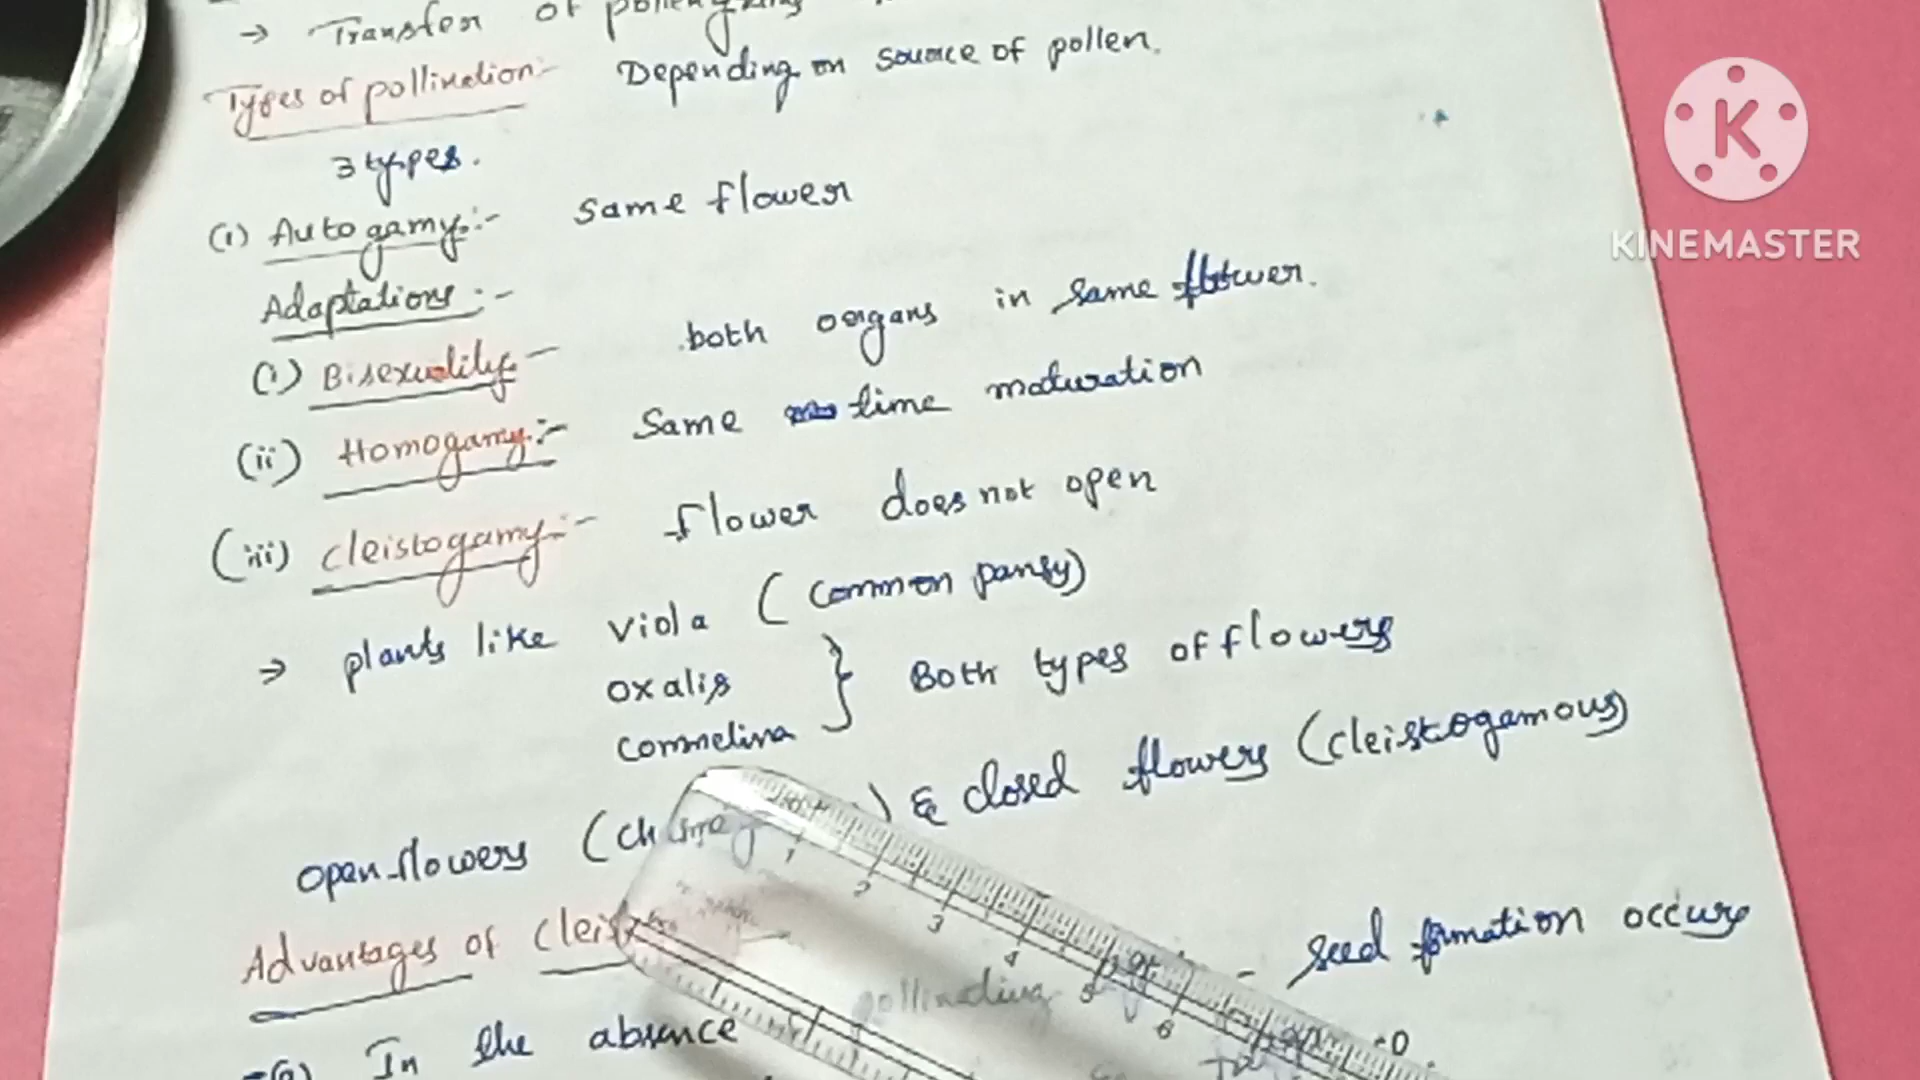 → Transfer of pollengrains
Types of pollination:- Depending on source of pollen.
3 types.
(i) Autogamy:- same flower
Adaptations:-
(i) Bisexuality - both organs in same flower.
(ii) Homogamy:- Same time maturation
(iii) cleistogamy:- flower does not open
⇒ plants like viola (common pansy)
oxalis } Both types of flowers
commelina
open flowers ( ) & closed flowers (cleistogamous)
Advantages of - seed formation occurs
(a) In the absence pollinating
KINEMASTER